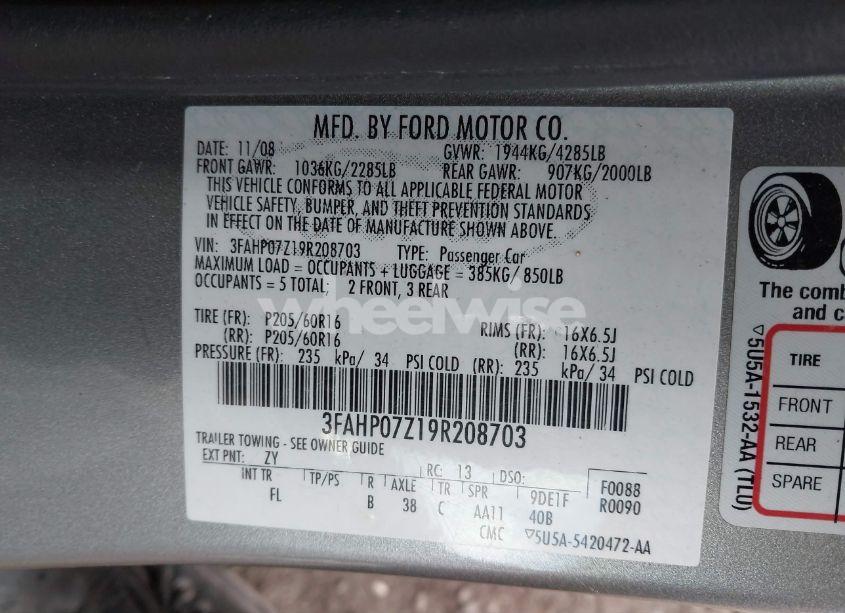 MFD. BY FORD MOTOR CO.
DATE: 11/08 GVWR: 1944KG/4285LB
FRONT GAWR: 1036KG/2285LB REAR GAWR: 907KG/2000LB
THIS VEHICLE CONFORMS TO ALL APPLICABLE FEDERAL MOTOR
VEHICLE SAFETY, BUMPER, AND THEFT PREVENTION STANDARDS
IN EFFECT ON THE DATE OF MANUFACTURE SHOWN ABOVE.
VIN: 3FAHP07Z19R208703 TYPE: Passenger Car
MAXIMUM LOAD = OCCUPANTS + LUGGAGE = 385KG/ 850LB
OCCUPANTS = 5 TOTAL: 2 FRONT, 3 REAR
wheelwise
TIRE (FR): P205/60R16 RIMS (FR): 16X6.5J
(RR): P205/60R16 (RR): 16X6.5J
PRESSURE (FR): 235 kPa/ 34 PSI COLD (RR): 235 kPa/ 34 PSI COLD
3FAHP07Z19R208703
TRAILER TOWING - SEE OWNER GUIDE
EXT PNT: ZY RC: 13 DSO:
INT TR TP/PS R AXLE TR SPR 9DE1F F0088
FL B 38 C AA11 40B R0090
CMC ▽5U5A-5420472-AA
The comb
and c
TIRE
FRONT
REAR
SPARE
▽5U5A-1532-AA (TLU)